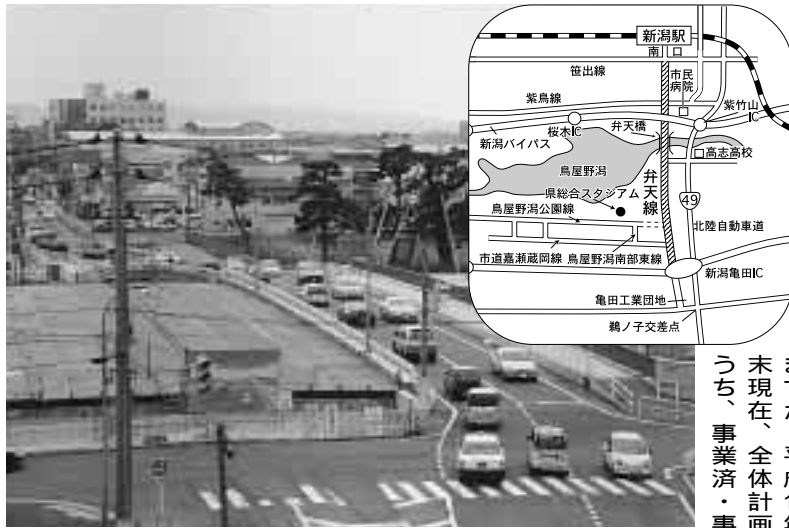 新潟駅
南口
笹出線
市民
病院
紫鳥線
紫竹山
IC
桜木IC
弁天橋
新潟バイパス
高志高校
鳥屋野潟
弁天線
県総合スタジアム
鳥屋野潟公園線
49
北陸自動車道
市道嘉瀬蔵岡線
鳥屋野潟南部東線
新潟亀田IC
亀田工業団地
鵜ノ子交差点
末現在、全体計画
うち、事業済・事